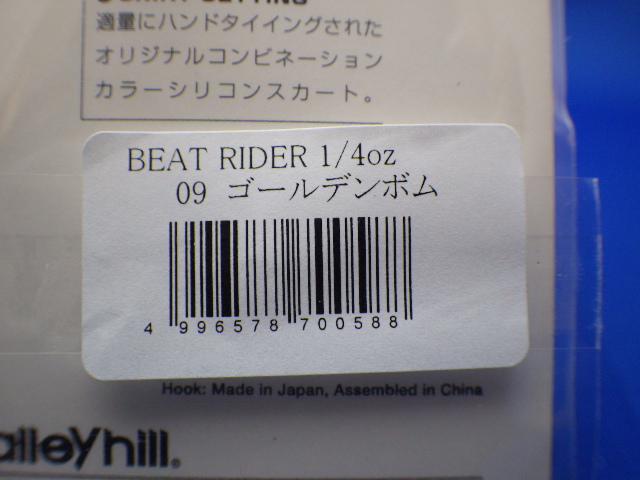 適量にハンドタイイングされた
オリジナルコンビネーション
カラーシリコンスカート。
BEAT RIDER 1/4oz
09 ゴールデンボム
4 996578 700588
Hook: Made in Japan, Assembled in China
alleyhill.